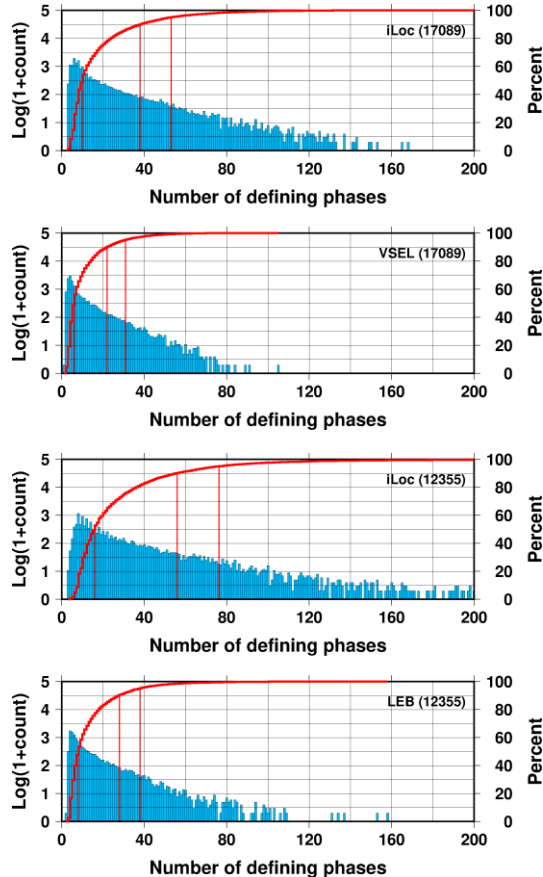 5 100
iLoc (17089)
4 80
3 60
2 40
1 20
0 0
Log(1+count)
Percent
0 40 80 120 160 200
Number of defining phases
5 100
VSEL (17089)
4 80
3 60
2 40
1 20
0 0
Log(1+count)
Percent
0 40 80 120 160 200
Number of defining phases
5 100
iLoc (12355)
4 80
3 60
2 40
1 20
0 0
Log(1+count)
Percent
0 40 80 120 160 200
Number of defining phases
5 100
LEB (12355)
4 80
3 60
2 40
1 20
0 0
Log(1+count)
Percent
0 40 80 120 160 200
Number of defining phases